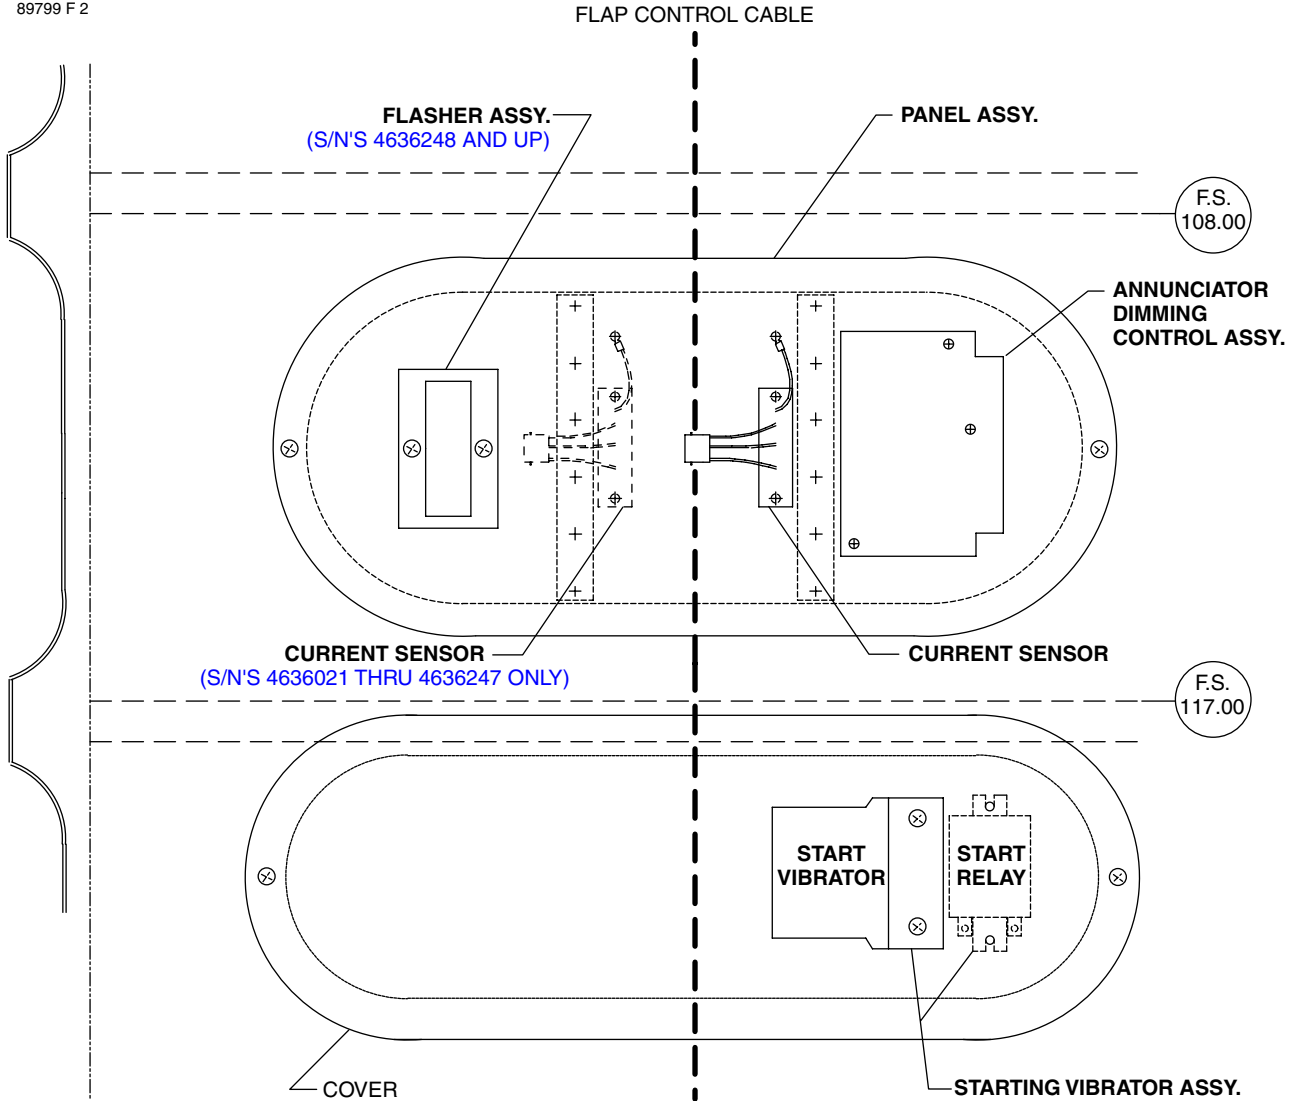 89799 F 2
FLAP CONTROL CABLE
FLASHER ASSY.
(S/N'S 4636248 AND UP)
PANEL ASSY.
F.S.
108.00
ANNUNCIATOR
DIMMING
CONTROL ASSY.
CURRENT SENSOR
(S/N'S 4636021 THRU 4636247 ONLY)
CURRENT SENSOR
F.S.
117.00
START
VIBRATOR
START
RELAY
COVER
STARTING VIBRATOR ASSY.